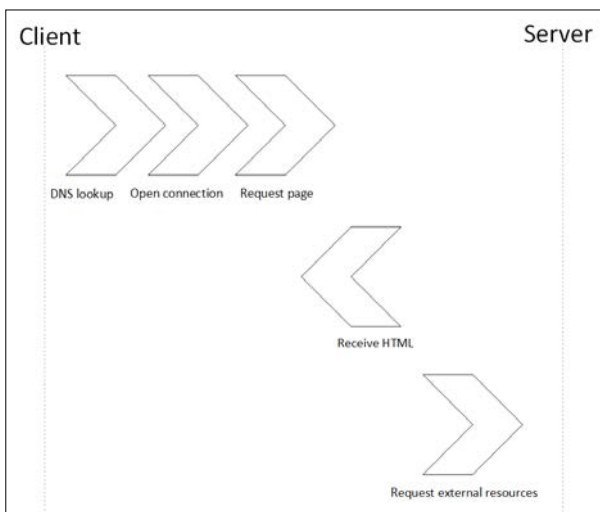 Client
Server
DNS lookup
Open connection
Request page
Receive HTML
Request external resources